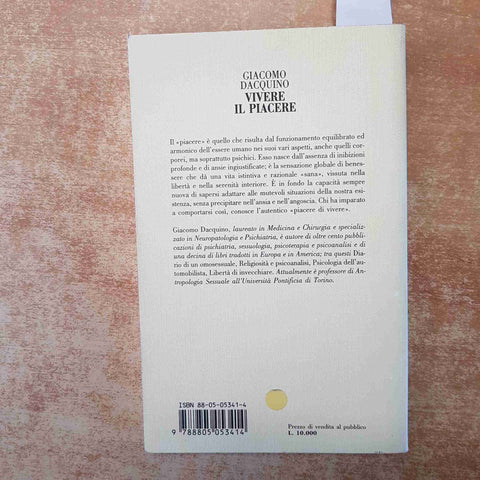 GIACOMO
DACQUINO
VIVERE
IL PIACERE
Il «piacere» è quello che risulta dal funzionamento equilibrato ed
armonico dell'essere umano nei suoi vari aspetti, anche quelli cor-
porei, ma soprattutto psichici. Esso nasce dall'assenza di inibizioni
profonde e di ansie ingiustificate; è la sensazione globale di benes-
sere che dà una vita istintiva e razionale «sana», vissuta nella
libertà e nella serenità interiore. È in fondo la capacità sempre
nuova di sapersi adattare alle mutevoli situazioni della nostra esi-
stenza, senza precipitare nell'ansia e nell'angoscia. Chi ha imparato
a comportarsi così, conosce l'autentico «piacere di vivere».
Giacomo Dacquino, laureato in Medicina e Chirurgia e specializ-
zato in Neuropatologia e Psichiatria, è autore di oltre cento pubbli-
cazioni di psichiatria, sessuologia, psicoterapia e psicoanalisi e di
una decina di libri tradotti in Europa e in America; tra questi Dia-
rio di un omosessuale, Religiosità e psicoanalisi, Psicologia dell'au-
tomobilista, Libertà di invecchiare. Attualmente è professore di An-
tropologia Sessuale all'Università Pontificia di Torino.
ISBN 88-05-05341-4
9 788805 053414
Prezzo di vendita al pubblico
L. 10.000